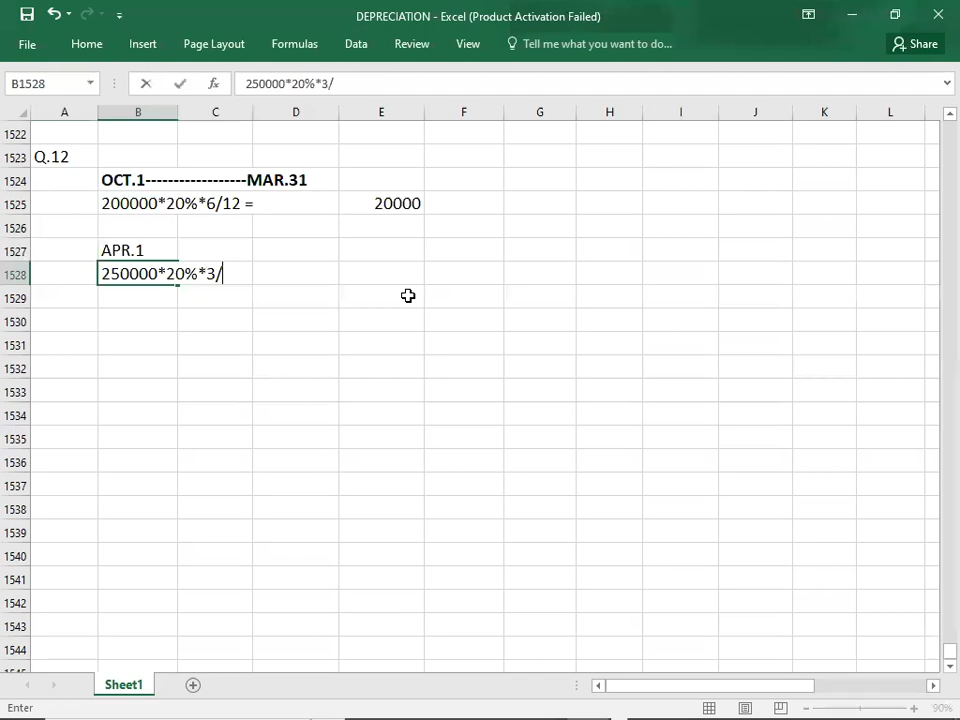 DEPRECIATION - Excel (Product Activation Failed)
File Home Insert Page Layout Formulas Data Review View Tell me what you want to do... Share
B1528 fx 250000*20%*3/
A B C D E F G H I J K L
1522
1523 Q.12
1524 OCT.1------------------MAR.31
1525 200000*20%*6/12 = 20000
1526
1527 APR.1
1528 250000*20%*3/
1529
1530
1531
1532
1533
1534
1535
1536
1537
1538
1539
1540
1541
1542
1543
1544
Sheet1
Enter 90%